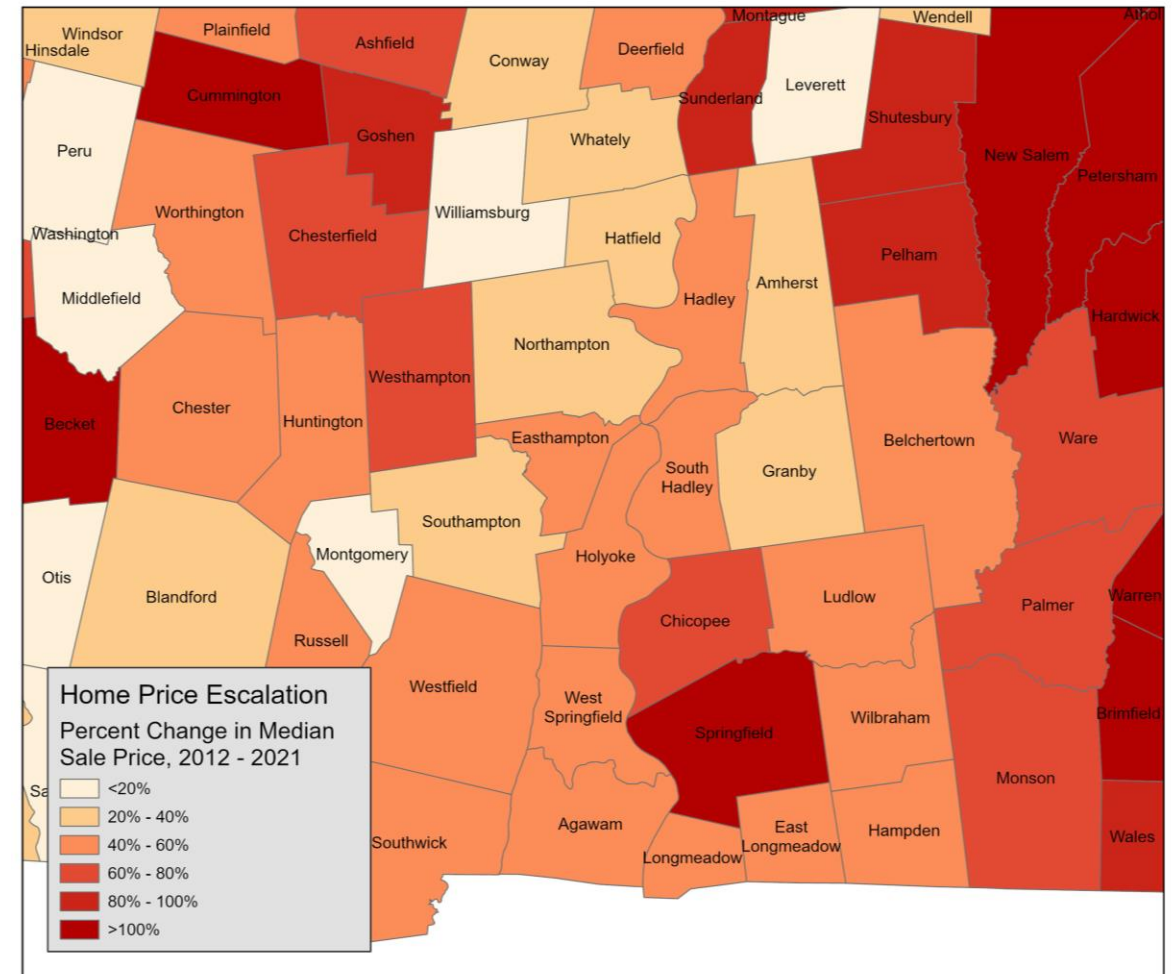 Montague
Athol
Windsor
Hinsdale
Plainfield
Wendell
Ashfield
Conway
Deerfield
Leverett
Cummington
Sunderland
Shutesbury
Goshen
Whately
Peru
New Salem
Petersham
Worthington
Williamsburg
Washington
Chesterfield
Hatfield
Pelham
Amherst
Middlefield
Hadley
Hardwick
Northampton
Westhampton
Becket
Chester
Huntington
Easthampton
Belchertown
Ware
South
Hadley
Granby
Southampton
Montgomery
Holyoke
Otis
Blandford
Ludlow
Warren
Palmer
Chicopee
Russell
Westfield
West
Springfield
Wilbraham
Brimfield
Springfield
Monson
Agawam
East
Longmeadow
Hampden
Wales
Southwick
Longmeadow
Sa
Home Price Escalation
Percent Change in Median
Sale Price, 2012 - 2021
<20%
20% - 40%
40% - 60%
60% - 80%
80% - 100%
>100%